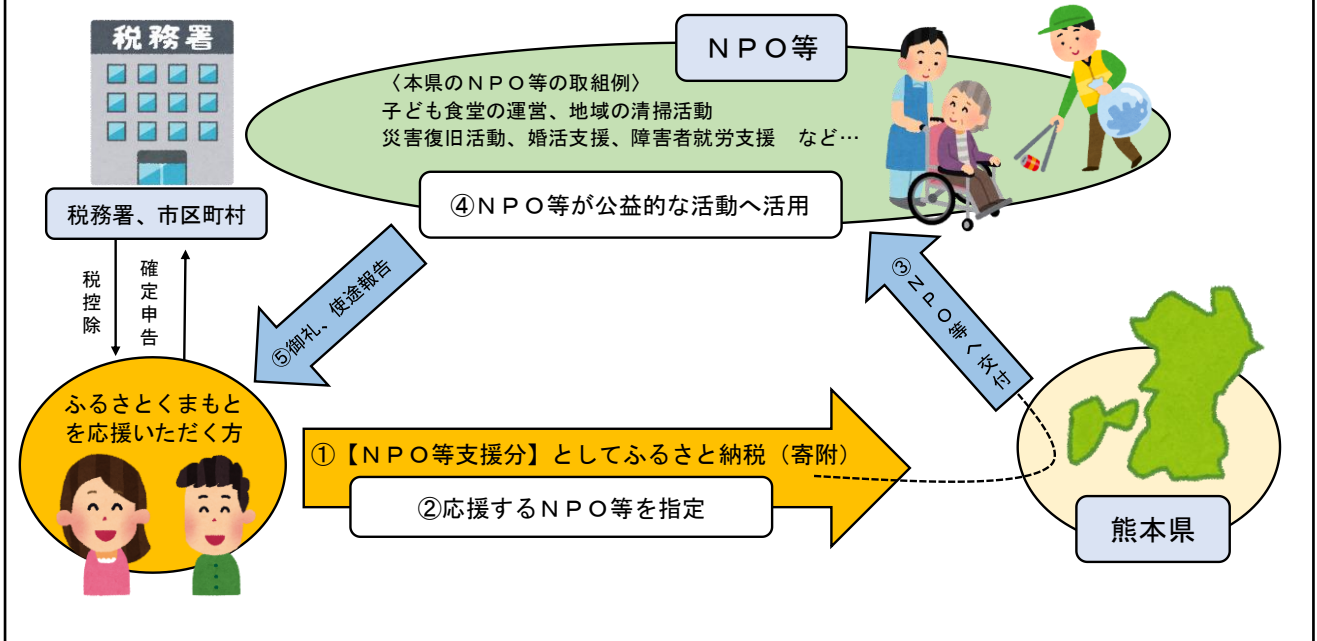 税務署
NPO等
〈本県のNPO等の取組例〉
子ども食堂の運営、地域の清掃活動
災害復旧活動、婚活支援、障害者就労支援　など…
④NPO等が公益的な活動へ活用
税務署、市区町村
税控除
確定申告
⑤御礼、使途報告
③NPO等へ交付
ふるさとくまもと
を応援いただく方
①【NPO等支援分】としてふるさと納税（寄附）
②応援するNPO等を指定
熊本県